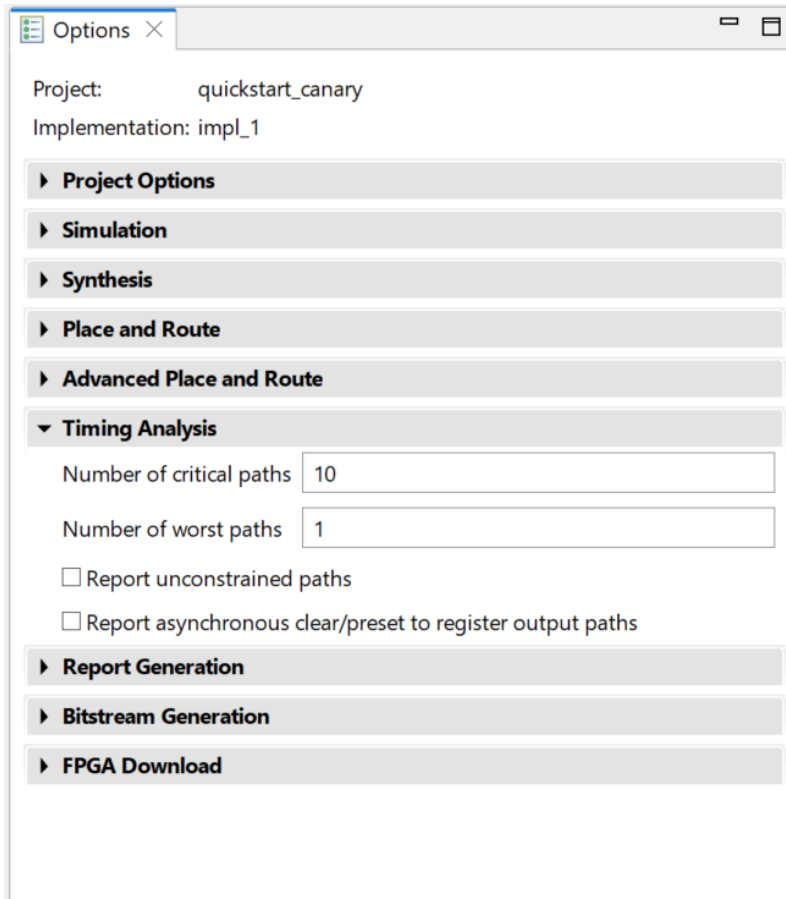 Options
Project: quickstart_canary
Implementation: impl_1
Project Options
Simulation
Synthesis
Place and Route
Advanced Place and Route
Timing Analysis
Number of critical paths 10
Number of worst paths 1
Report unconstrained paths
Report asynchronous clear/preset to register output paths
Report Generation
Bitstream Generation
FPGA Download